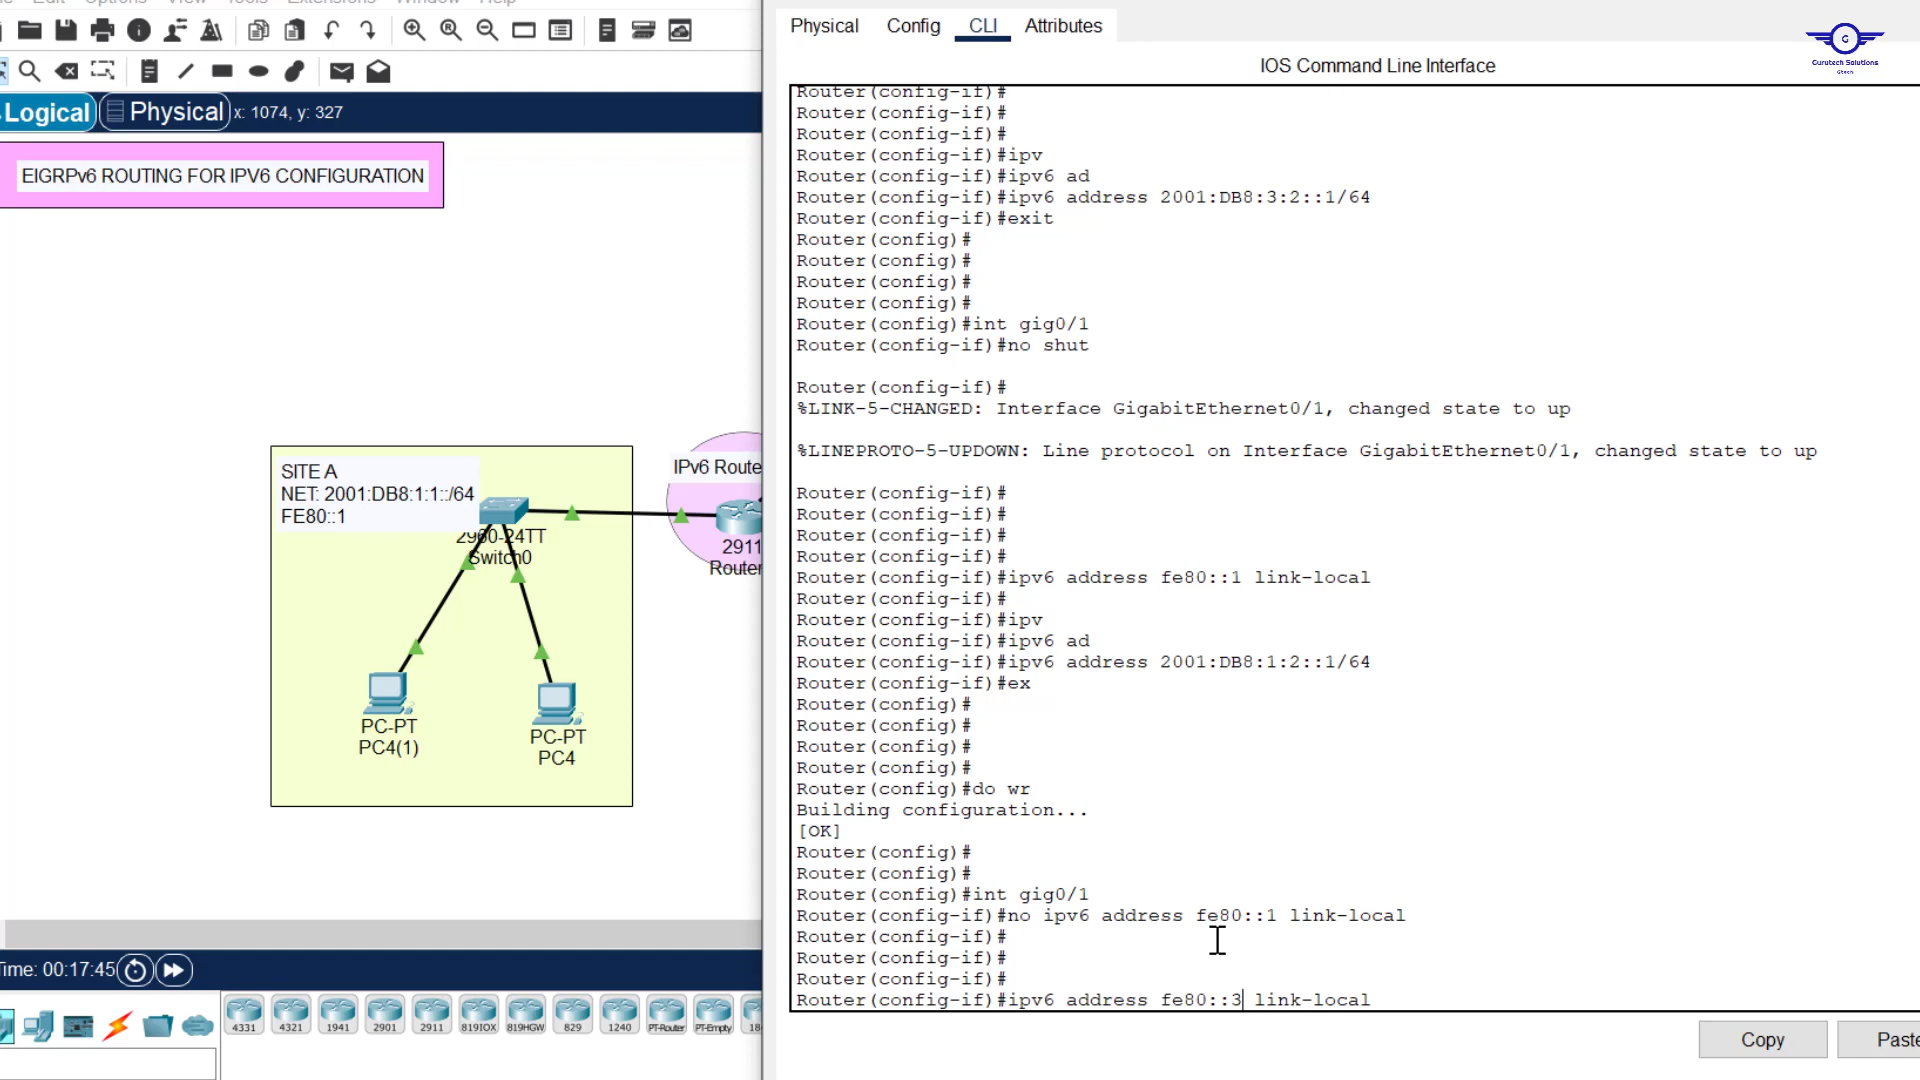 Edit Options View Tools Extensions Window Help
Physical Config CLI Attributes
G
Gurutech Solutions
Gtech
IOS Command Line Interface
Logical Physical x: 1074, y: 327
EIGRPv6 ROUTING FOR IPV6 CONFIGURATION
SITE A
NET: 2001:DB8:1:1::/64
FE80::1
2960-24TT
Switch0
IPv6 Route
2911
Router
PC-PT
PC4(1)
PC-PT
PC4
Time: 00:17:45
4331 4321 1941 2901 2911 819IOX 819HGW 829 1240 PT-Router PT-Empty 18
Router(config-if)#
Router(config-if)#
Router(config-if)#
Router(config-if)#ipv
Router(config-if)#ipv6 ad
Router(config-if)#ipv6 address 2001:DB8:3:2::1/64
Router(config-if)#exit
Router(config)#
Router(config)#
Router(config)#
Router(config)#
Router(config)#int gig0/1
Router(config-if)#no shut
Router(config-if)#
%LINK-5-CHANGED: Interface GigabitEthernet0/1, changed state to up
%LINEPROTO-5-UPDOWN: Line protocol on Interface GigabitEthernet0/1, changed state to up
Router(config-if)#
Router(config-if)#
Router(config-if)#
Router(config-if)#
Router(config-if)#ipv6 address fe80::1 link-local
Router(config-if)#
Router(config-if)#ipv
Router(config-if)#ipv6 ad
Router(config-if)#ipv6 address 2001:DB8:1:2::1/64
Router(config-if)#ex
Router(config)#
Router(config)#
Router(config)#
Router(config)#
Router(config)#do wr
Building configuration...
[OK]
Router(config)#
Router(config)#
Router(config)#int gig0/1
Router(config-if)#no ipv6 address fe80::1 link-local
Router(config-if)#
Router(config-if)#
Router(config-if)#
Router(config-if)#ipv6 address fe80::3 link-local
Copy Paste